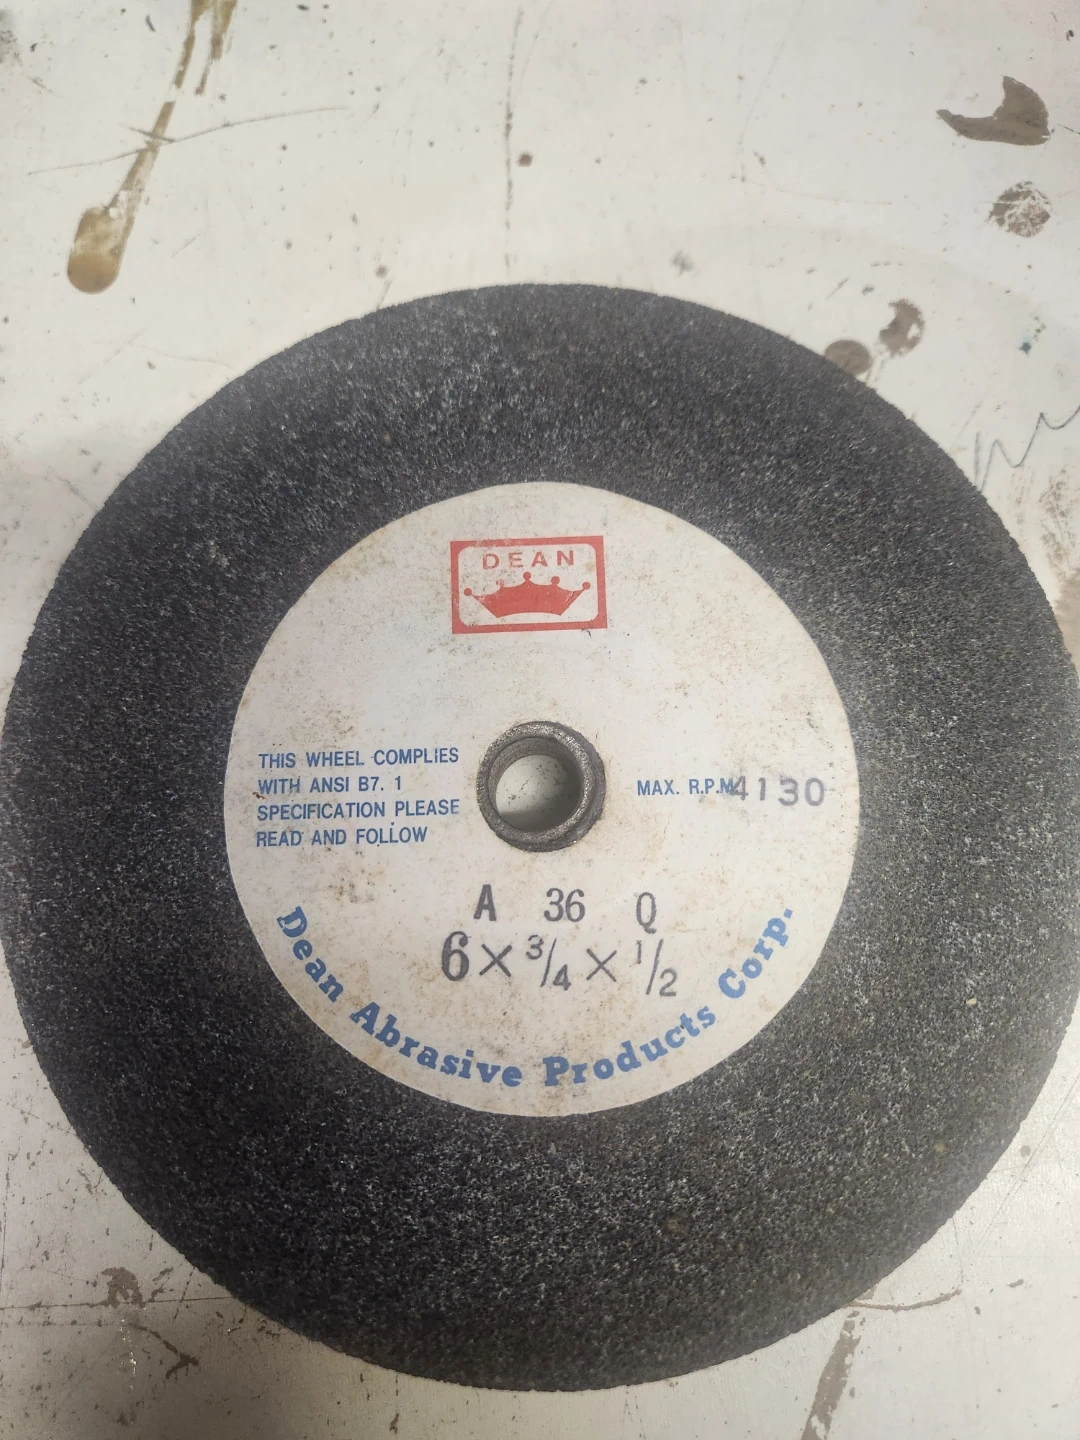 DEAN
THIS WHEEL COMPLIES
WITH ANSI B7. 1
SPECIFICATION PLEASE
READ AND FOLLOW
MAX. R.P.M 4130
A 36 Q
6 × 3/4 × 1/2
Dean Abrasive Products Corp.